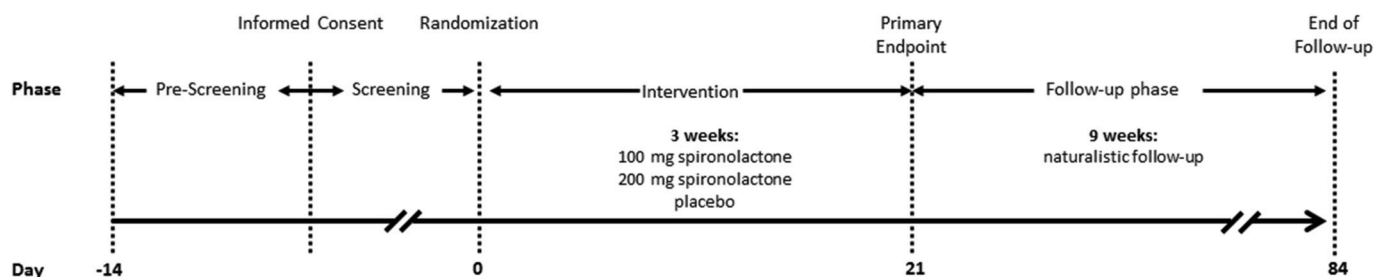 Informed Consent Randomization Primary Endpoint End of Follow-up
Phase Pre-Screening Screening Intervention Follow-up phase
3 weeks: 9 weeks:
100 mg spironolactone naturalistic follow-up
200 mg spironolactone
placebo
Day -14 0 21 84